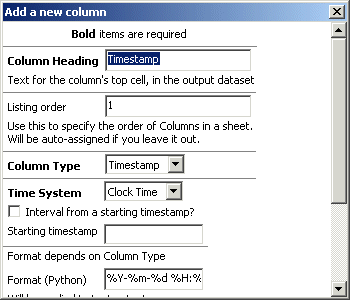 Add a new column
Bold items are required
Column Heading Timestamp
Text for the column's top cell, in the output dataset
Listing order 1
Use this to specify the order of Columns in a sheet.
Will be auto-assigned if you leave it out.
Column Type Timestamp
Time System Clock Time
Interval from a starting timestamp?
Starting timestamp
Format depends on Column Type
Format (Python) %Y-%m-%d %H:%